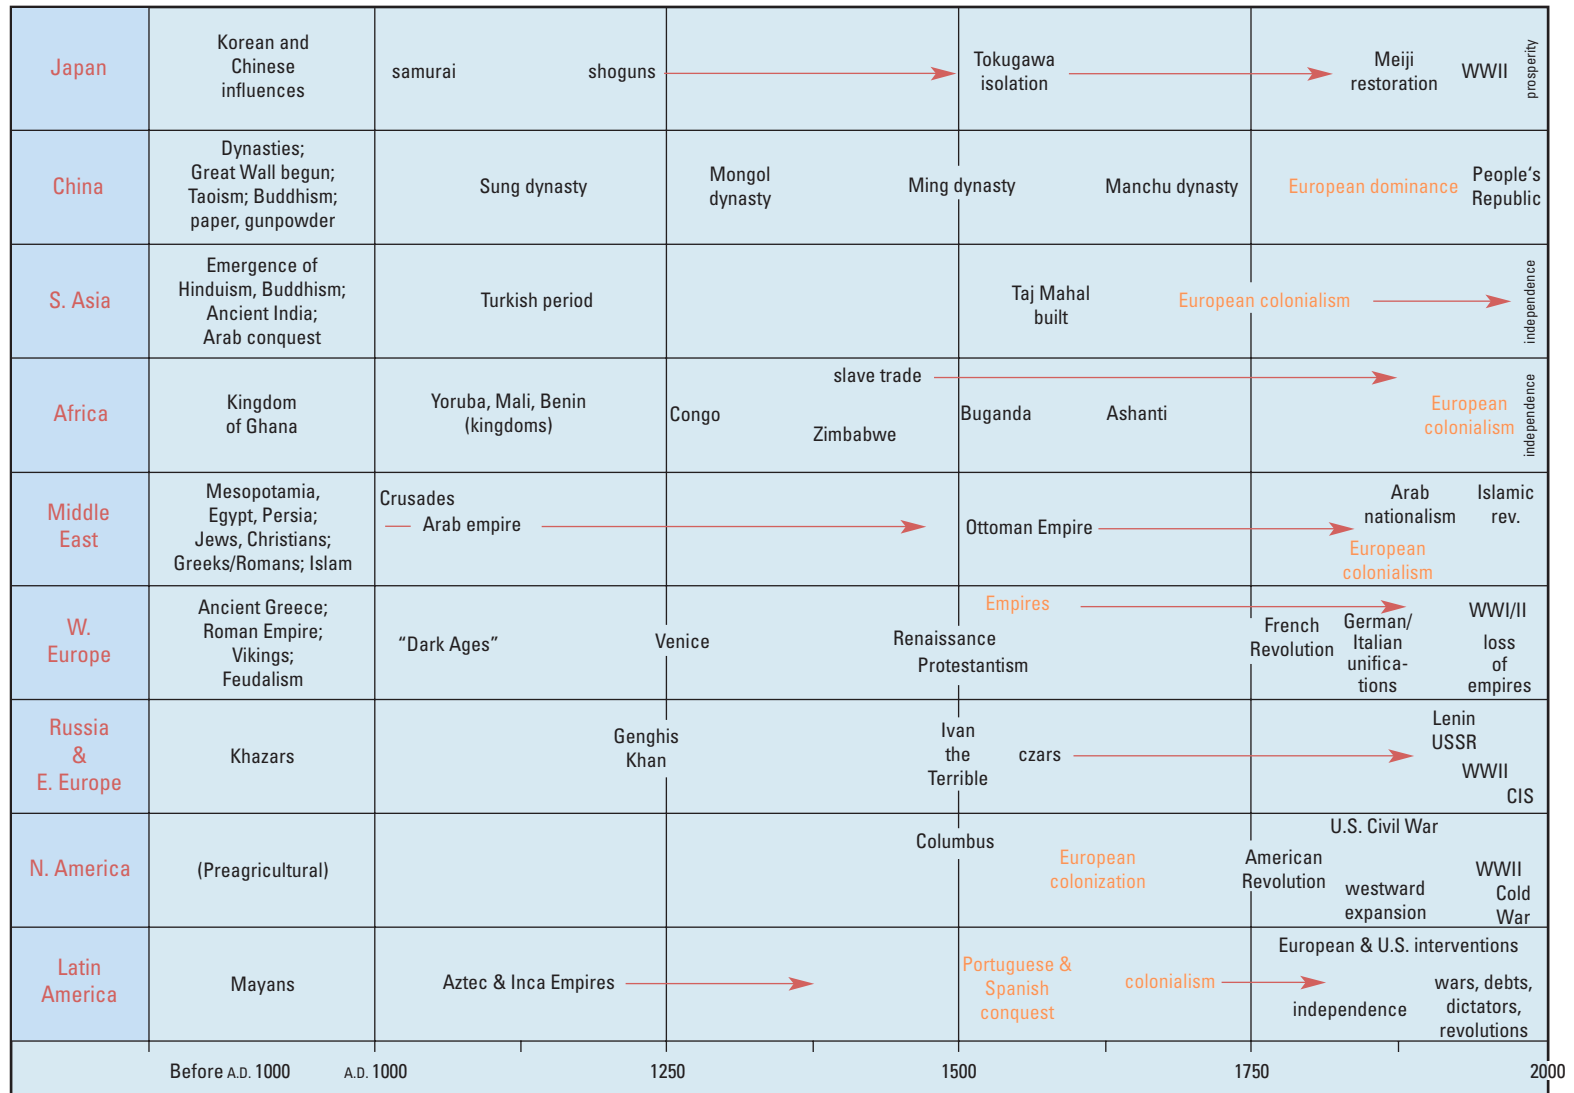 Japan
Korean and
Chinese
influences
samurai
shoguns
Tokugawa
isolation
Meiji
restoration
WWII
prosperity
China
Dynasties;
Great Wall begun;
Taoism; Buddhism;
paper, gunpowder
Sung dynasty
Mongol
dynasty
Ming dynasty
Manchu dynasty
European dominance
People‘s
Republic
S. Asia
Emergence of
Hinduism, Buddhism;
Ancient India;
Arab conquest
Turkish period
Taj Mahal
built
European colonialism
independence
Africa
Kingdom
of Ghana
Yoruba, Mali, Benin
(kingdoms)
Congo
slave trade
Zimbabwe
Buganda
Ashanti
European
colonialism
independence
Middle
East
Mesopotamia,
Egypt, Persia;
Jews, Christians;
Greeks/Romans; Islam
Crusades
Arab empire
Ottoman Empire
Arab
nationalism
European
colonialism
Islamic
rev.
W.
Europe
Ancient Greece;
Roman Empire;
Vikings;
Feudalism
“Dark Ages”
Venice
Renaissance
Protestantism
Empires
French
Revolution
German/
Italian
unifica-
tions
WWI/II
loss
of
empires
Russia
&
E. Europe
Khazars
Genghis
Khan
Ivan
the
Terrible
czars
Lenin
USSR
WWII
CIS
N. America
(Preagricultural)
Columbus
European
colonization
American
Revolution
U.S. Civil War
westward
expansion
WWII
Cold
War
Latin
America
Mayans
Aztec & Inca Empires
Portuguese &
Spanish
conquest
colonialism
European & U.S. interventions
independence
wars, debts,
dictators,
revolutions
Before A.D. 1000
A.D. 1000
1250
1500
1750
2000